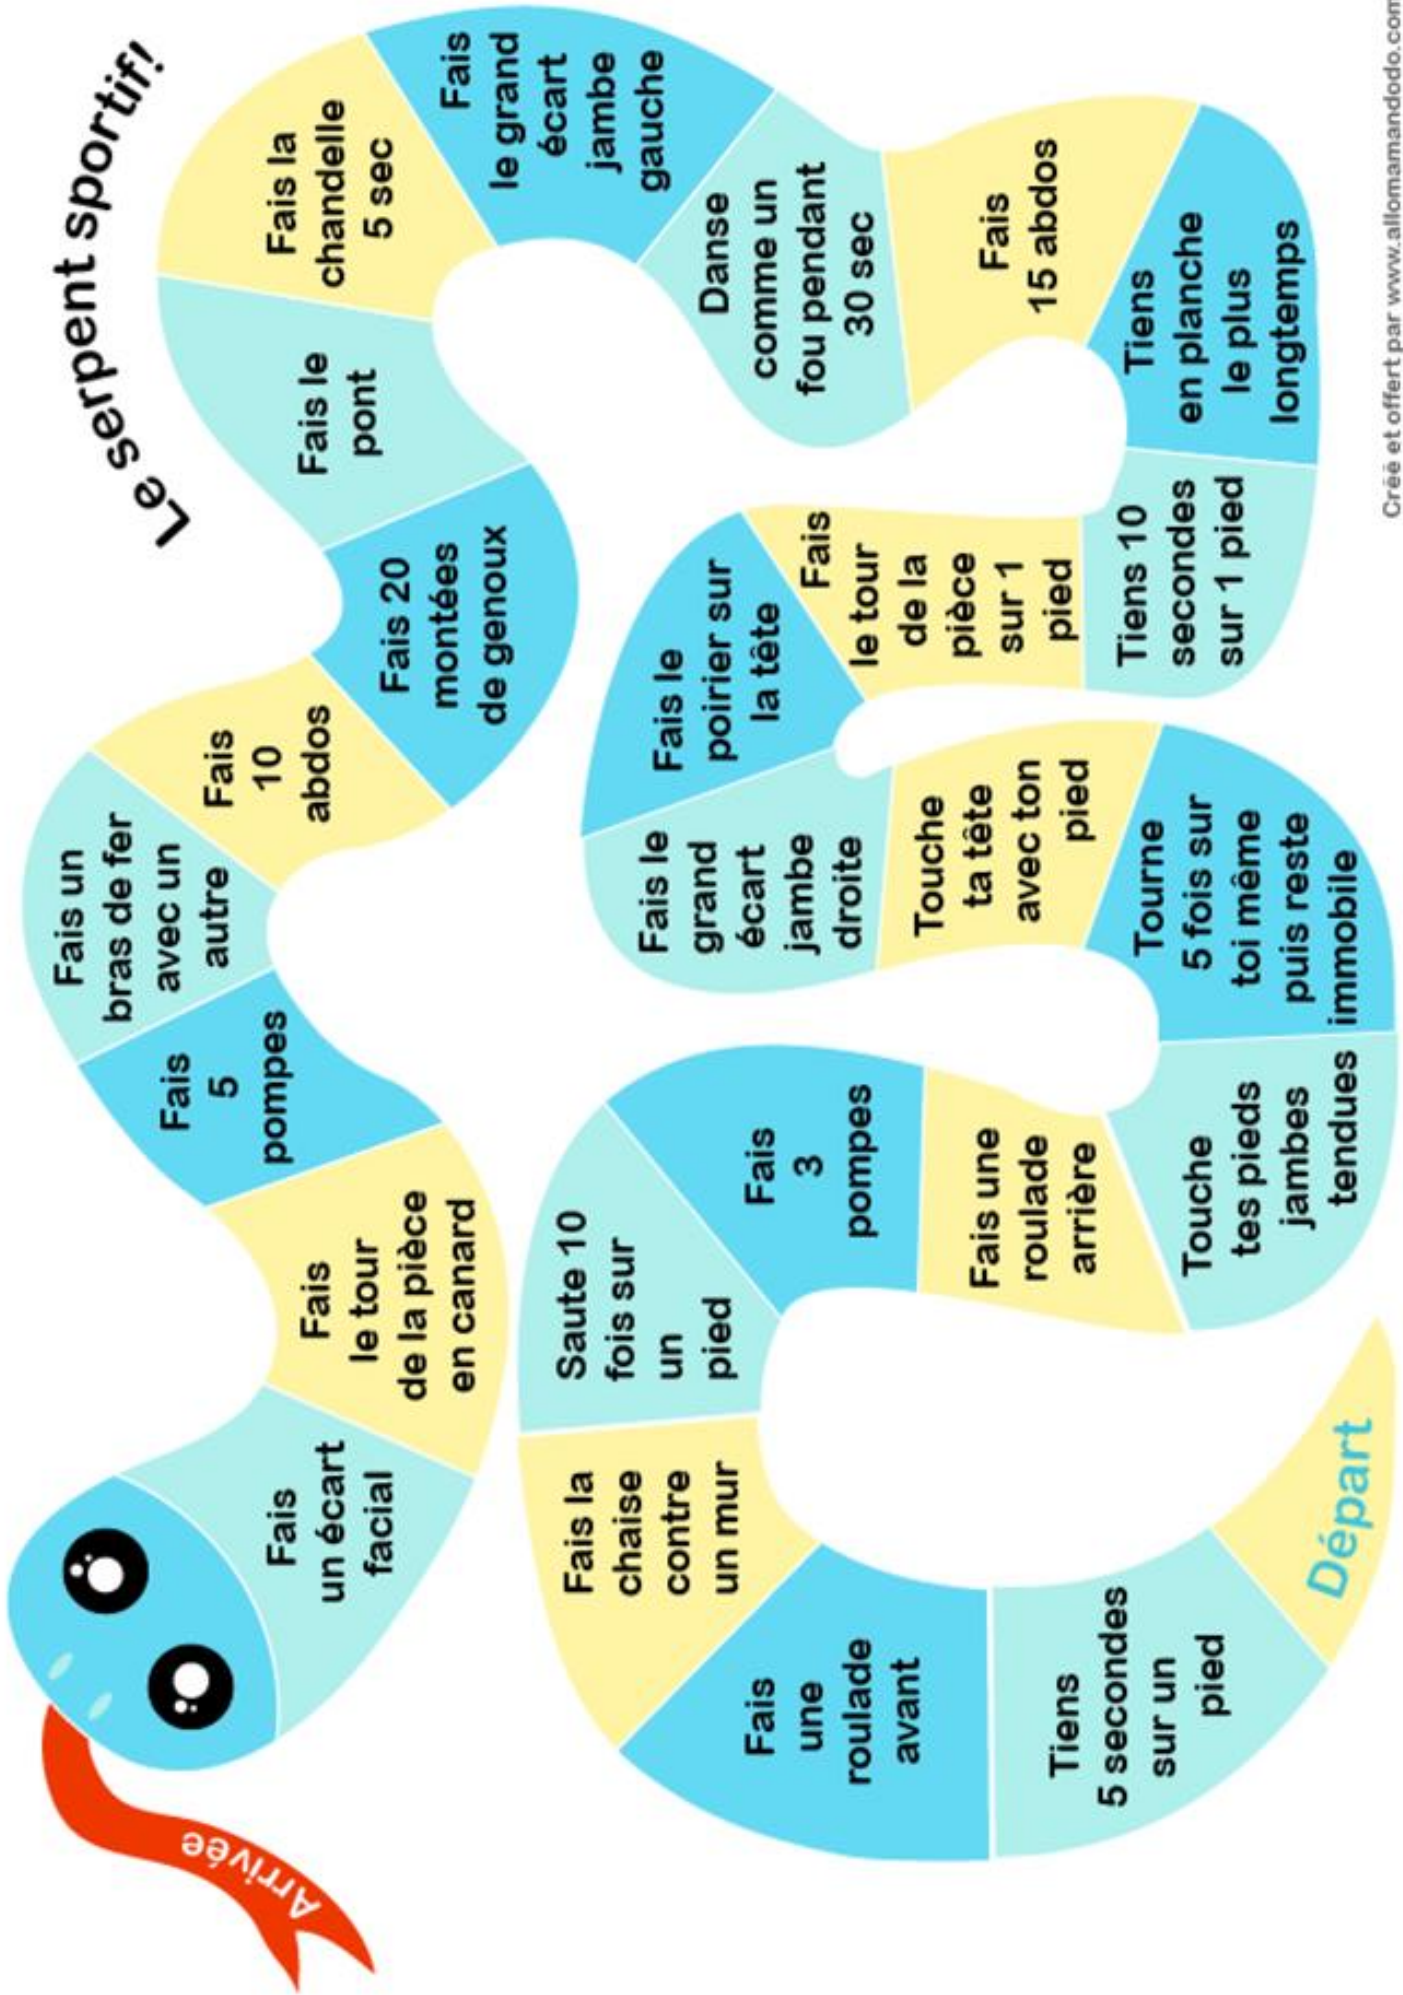 Le serpent sportif!
Départ
Tiens
5 secondes
sur un
pied
Fais
une
roulade
avant
Fais la
chaise
contre
un mur
Saute 10
fois sur
un
pied
Fais
3
pompes
Fais une
roulade
arrière
Touche
tes pieds
jambes
tendues
Tourne
5 fois sur
toi même
puis reste
immobile
Touche
ta tête
avec ton
pied
Fais le
grand
écart
jambe
droite
Fais le
poirier sur
la tête
Fais
le tour
de la
pièce
sur 1
pied
Tiens 10
secondes
sur 1 pied
Tiens
en planche
le plus
longtemps
Fais
15 abdos
Danse
comme un
fou pendant
30 sec
Fais
le grand
écart
jambe
gauche
Fais la
chandelle
5 sec
Fais le
pont
Fais 20
montées
de genoux
Fais
10
abdos
Fais un
bras de fer
avec un
autre
Fais
5
pompes
Fais
le tour
de la pièce
en canard
Fais
un écart
facial
Arrivée
Créé et offert par www.allomamandodo.com